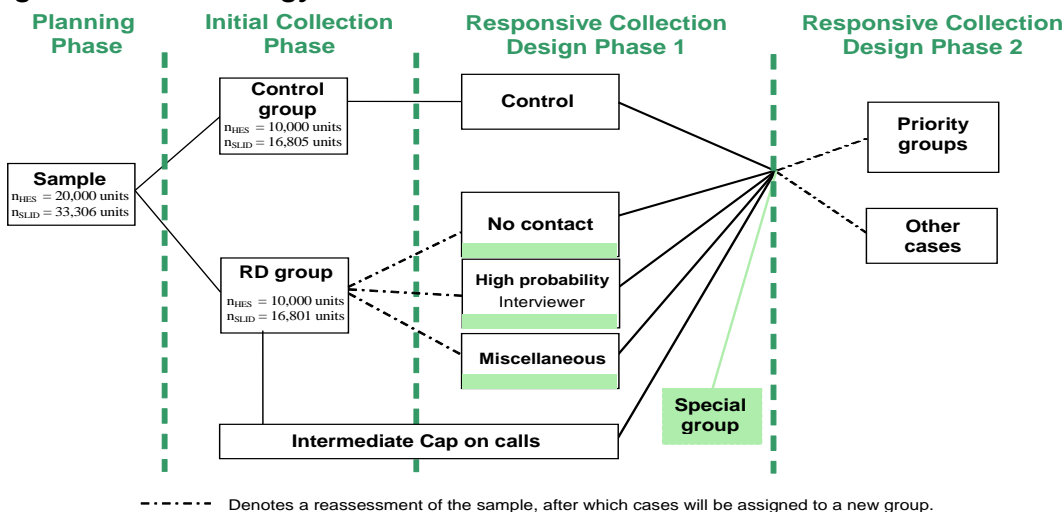 Planning
Phase
Initial Collection
Phase
Responsive Collection
Design Phase 1
Responsive Collection
Design Phase 2
Control
group
nHES = 10,000 units
nSLID = 16,805 units
Control
Priority
groups
Sample
nHES = 20,000 units
nSLID = 33,306 units
No contact
Other
cases
RD group
nHES = 10,000 units
nSLID = 16,801 units
High probability
Interviewer
Miscellaneous
Special
group
Intermediate Cap on calls
Denotes a reassessment of the sample, after which cases will be assigned to a new group.